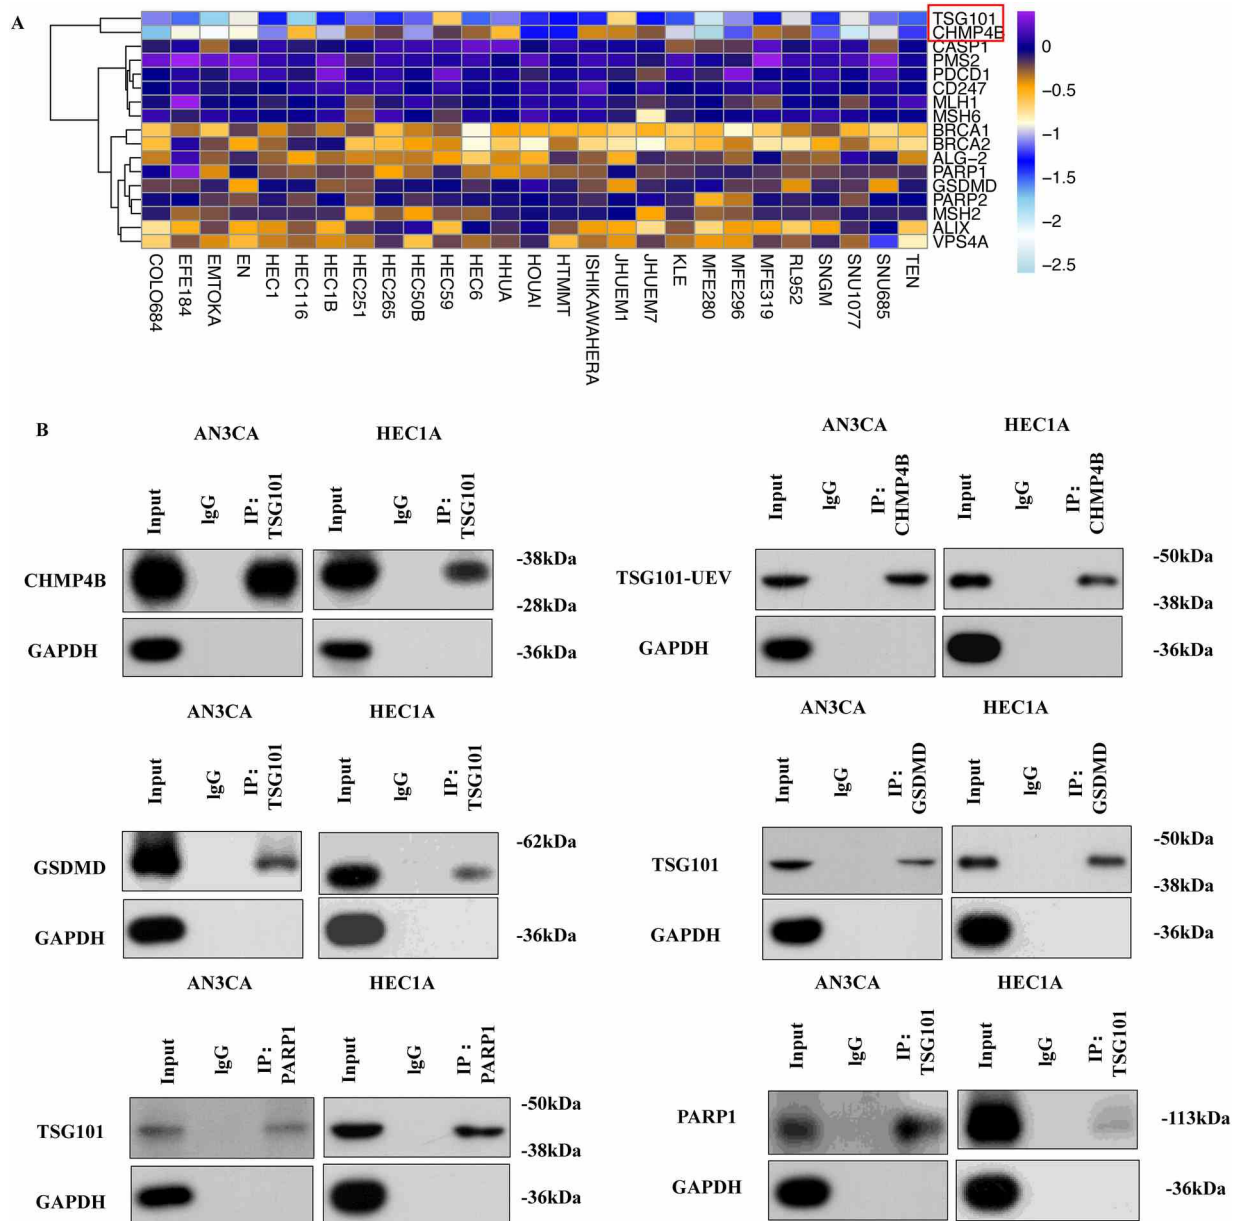 A
TSG101
CHMP4B
CASP1
PMS2
PDCD1
CD247
MLH1
MSH6
BRCA1
BRCA2
ALG-2
PARP1
GSDMD
PARP2
MSH2
ALIX
VPS4A
0
-0.5
-1
-1.5
-2
-2.5
COLO684
EFE184
EMTOKA
EN
HEC1
HEC116
HEC1B
HEC251
HEC265
HEC50B
HEC59
HEC6
HHUA
HOUAI
HTMMT
ISHIKAWAHERA
JHUEM1
JHUEM7
KLE
MFE280
MFE296
MFE319
RL952
SNGM
SNU1077
SNU685
TEN
B
AN3CA HEC1A
Input IgG IP: TSG101 Input IgG IP: TSG101
CHMP4B -38kDa
-28kDa
GAPDH -36kDa
AN3CA HEC1A
Input IgG IP: CHMP4B Input IgG IP: CHMP4B
TSG101-UEV -50kDa
-38kDa
GAPDH -36kDa
AN3CA HEC1A
Input IgG IP: TSG101 Input IgG IP: TSG101
GSDMD -62kDa
GAPDH -36kDa
AN3CA HEC1A
Input IgG IP: GSDMD Input IgG IP: GSDMD
TSG101 -50kDa
-38kDa
GAPDH -36kDa
AN3CA HEC1A
Input IgG IP: PARP1 Input IgG IP: PARP1
TSG101 -50kDa
-38kDa
GAPDH -36kDa
AN3CA HEC1A
Input IgG IP: TSG101 Input IgG IP: TSG101
PARP1 -113kDa
GAPDH -36kDa